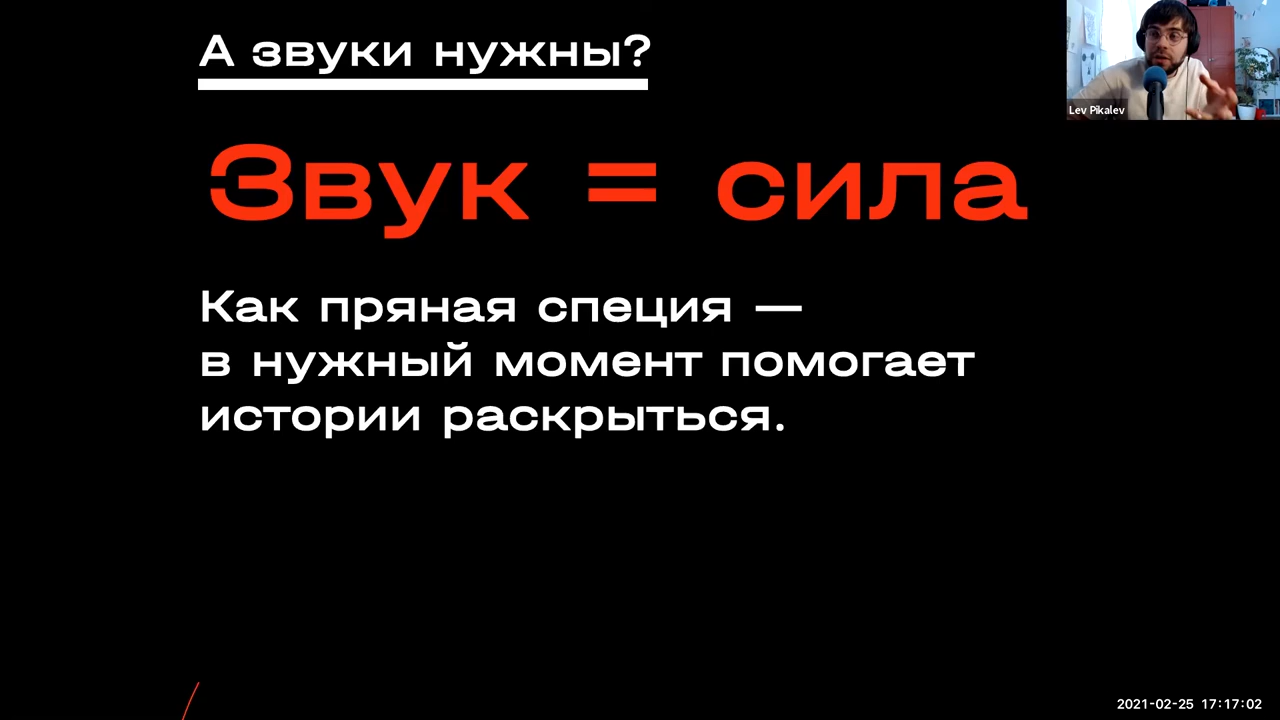 А звуки нужны?
Звук = сила
Как пряная специя —
в нужный момент помогает
истории раскрыться.
Lev Pikalev
2021-02-25 17:17:02